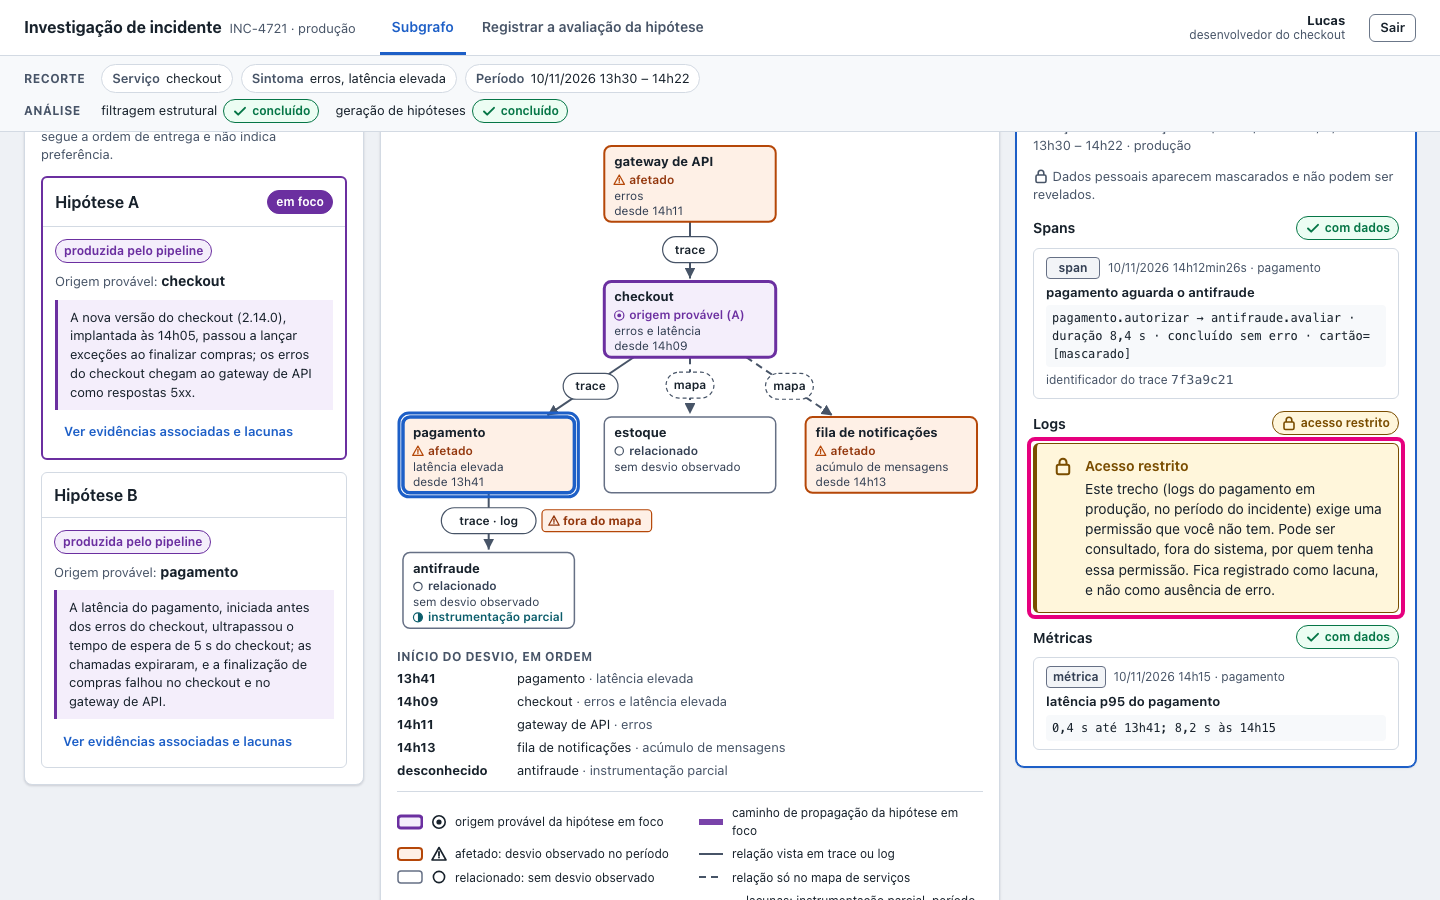 Investigação de incidente INC-4721 · produção
Subgrafo
Registrar a avaliação da hipótese
Lucas
desenvolvedor do checkout
Sair
RECORTE
Serviço checkout
Sintoma erros, latência elevada
Período 10/11/2026 13h30 – 14h22
ANÁLISE
filtragem estrutural concluído
geração de hipóteses concluído
segue a ordem de entrega e não indica
preferência.
Hipótese A
em foco
produzida pelo pipeline
Origem provável: checkout
A nova versão do checkout (2.14.0),
implantada às 14h05, passou a lançar
exceções ao finalizar compras; os erros
do checkout chegam ao gateway de API
como respostas 5xx.
Ver evidências associadas e lacunas
Hipótese B
produzida pelo pipeline
Origem provável: pagamento
A latência do pagamento, iniciada antes
dos erros do checkout, ultrapassou o
tempo de espera de 5 s do checkout; as
chamadas expiraram, e a finalização de
compras falhou no checkout e no
gateway de API.
Ver evidências associadas e lacunas
gateway de API
afetado
erros
desde 14h11
trace
checkout
origem provável (A)
erros e latência
desde 14h09
trace
mapa
mapa
pagamento
afetado
latência elevada
desde 13h41
estoque
relacionado
sem desvio observado
fila de notificações
afetado
acúmulo de mensagens
desde 14h13
trace · log
fora do mapa
antifraude
relacionado
sem desvio observado
instrumentação parcial
INÍCIO DO DESVIO, EM ORDEM
13h41 pagamento · latência elevada
14h09 checkout · erros e latência elevada
14h11 gateway de API · erros
14h13 fila de notificações · acúmulo de mensagens
desconhecido antifraude · instrumentação parcial
origem provável da hipótese em foco
caminho de propagação da hipótese em
foco
afetado: desvio observado no período
relação vista em trace ou log
relacionado: sem desvio observado
relação só no mapa de serviços
13h30 – 14h22 · produção
Dados pessoais aparecem mascarados e não podem ser
revelados.
Spans
com dados
span 10/11/2026 14h12min26s · pagamento
pagamento aguarda o antifraude
pagamento.autorizar → antifraude.avaliar ·
duração 8,4 s · concluído sem erro · cartão=
[mascarado]
identificador do trace 7f3a9c21
Logs
acesso restrito
Acesso restrito
Este trecho (logs do pagamento em
produção, no período do incidente) exige uma
permissão que você não tem. Pode ser
consultado, fora do sistema, por quem tenha
essa permissão. Fica registrado como lacuna,
e não como ausência de erro.
Métricas
com dados
métrica 10/11/2026 14h15 · pagamento
latência p95 do pagamento
0,4 s até 13h41; 8,2 s às 14h15